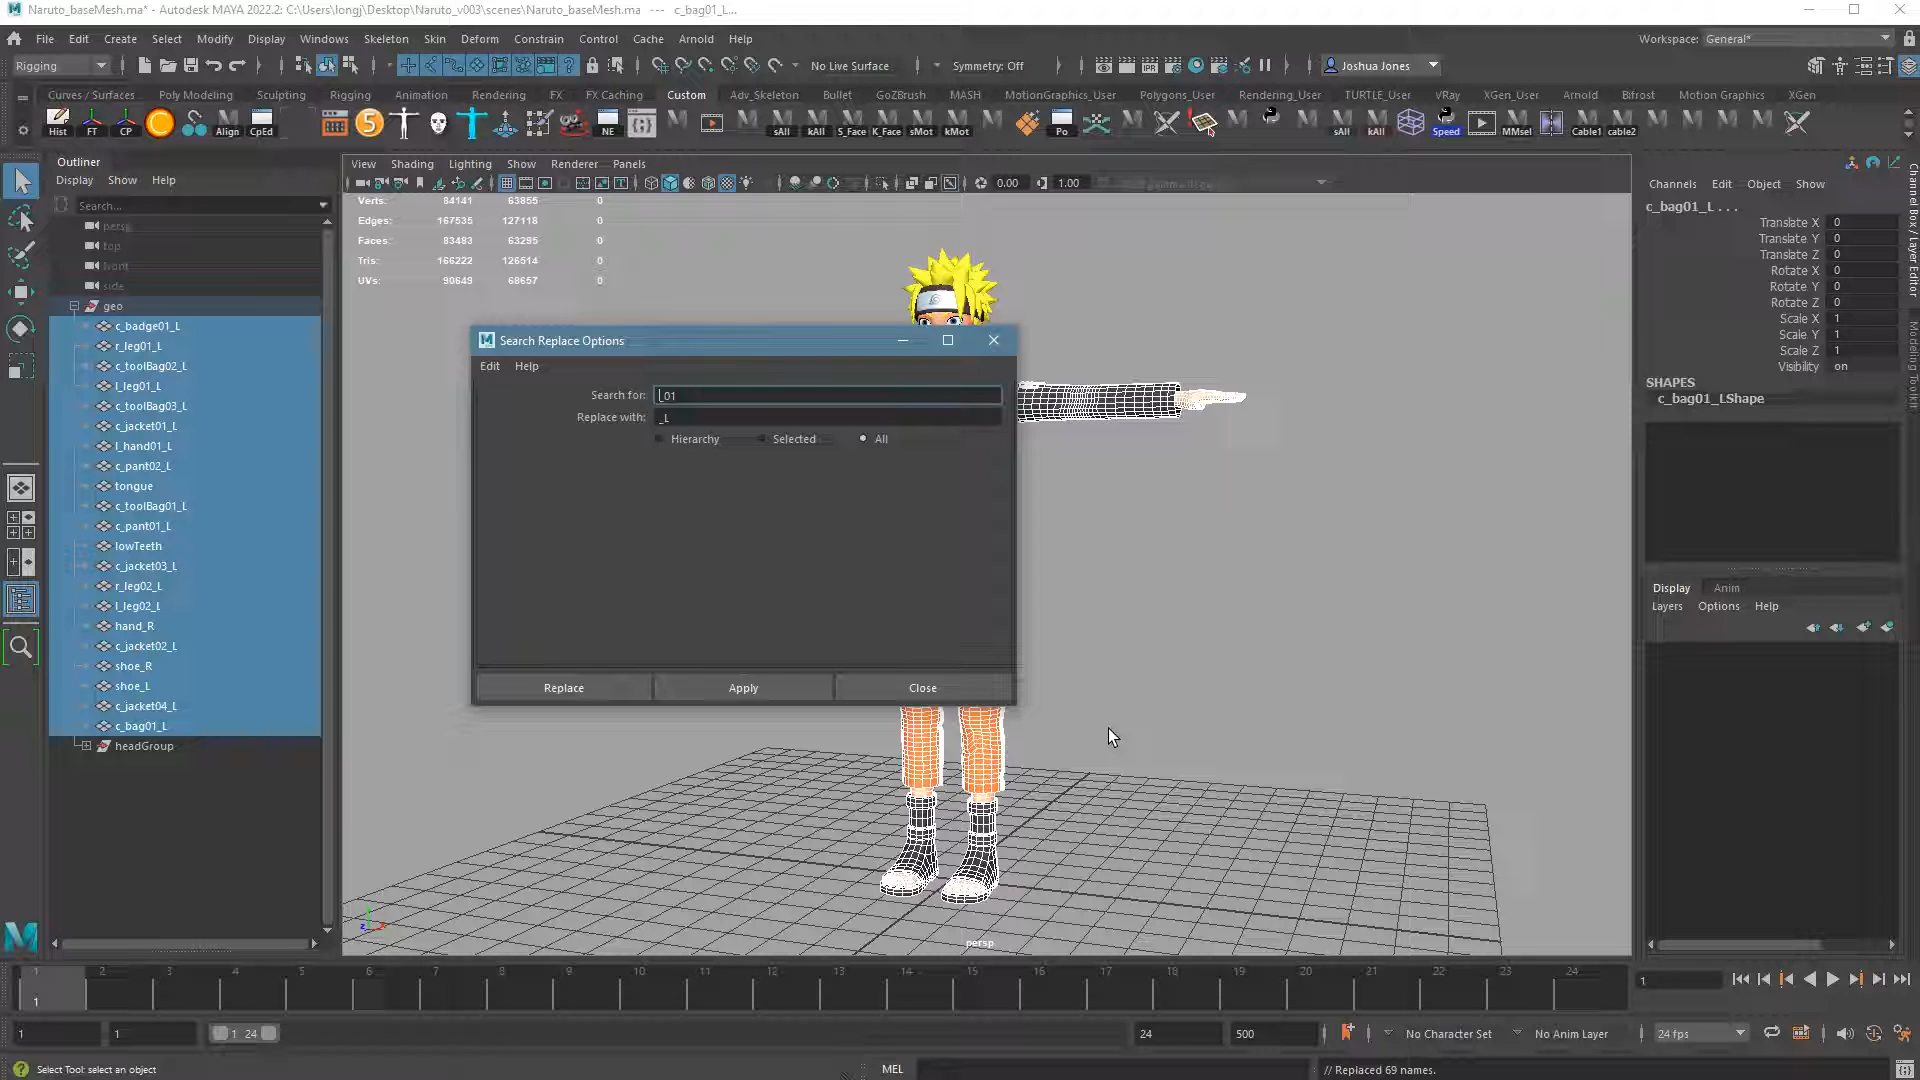 Naruto_baseMesh.ma* - Autodesk MAYA 2022.2: C:\Users\longj\Desktop\Naruto_v003\scenes\Naruto_baseMesh.ma --- c_bag01_L...
File Edit Create Select Modify Display Windows Skeleton Skin Deform Constrain Control Cache Arnold Help
Workspace: General*
Rigging
No Live Surface
Symmetry: Off
Joshua Jones
Curves / Surfaces Poly Modeling Sculpting Rigging Animation Rendering FX FX Caching Custom Adv_Skeleton Bullet GoZBrush MASH MotionGraphics_User Polygons_User Rendering_User TURTLE_User VRay XGen_User Arnold Bifrost Motion Graphics XGen
Hist FT CP Align CpEd NE sAll kAll S_Face K_Face sMot kMot Po sAll kAll Speed MMsel Cable1 cable2
Outliner
Display Show Help
Search...
persp
top
front
side
geo
c_badge01_L
r_leg01_L
c_toolBag02_L
l_leg01_L
c_toolBag03_L
c_jacket01_L
l_hand01_L
c_pant02_L
tongue
c_toolBag01_L
c_pant01_L
lowTeeth
c_jacket03_L
r_leg02_L
l_leg02_L
hand_R
c_jacket02_L
shoe_R
shoe_L
c_jacket04_L
c_bag01_L
headGroup
View Shading Lighting Show Renderer Panels
IPR
0.00
1.00
Verts: 84141 63855 0
Edges: 167535 127118 0
Faces: 83483 63295 0
Tris: 166222 126514 0
UVs: 90649 68657 0
Search Replace Options
Edit Help
Search for: _01
Replace with: _L
Hierarchy Selected All
Replace Apply Close
persp
Channels Edit Object Show
c_bag01_L . . .
Translate X 0
Translate Y 0
Translate Z 0
Rotate X 0
Rotate Y 0
Rotate Z 0
Scale X 1
Scale Y 1
Scale Z 1
Visibility on
SHAPES
c_bag01_LShape
Display Anim
Layers Options Help
Channel Box / Layer Editor
Modeling Toolkit
1 2 3 4 5 6 7 8 9 10 11 12 13 14 15 16 17 18 19 20 21 22 23 24
1
1
1 1 1 24 24 500
No Character Set
No Anim Layer
24 fps
Select Tool: select an object
MEL
// Replaced 69 names.